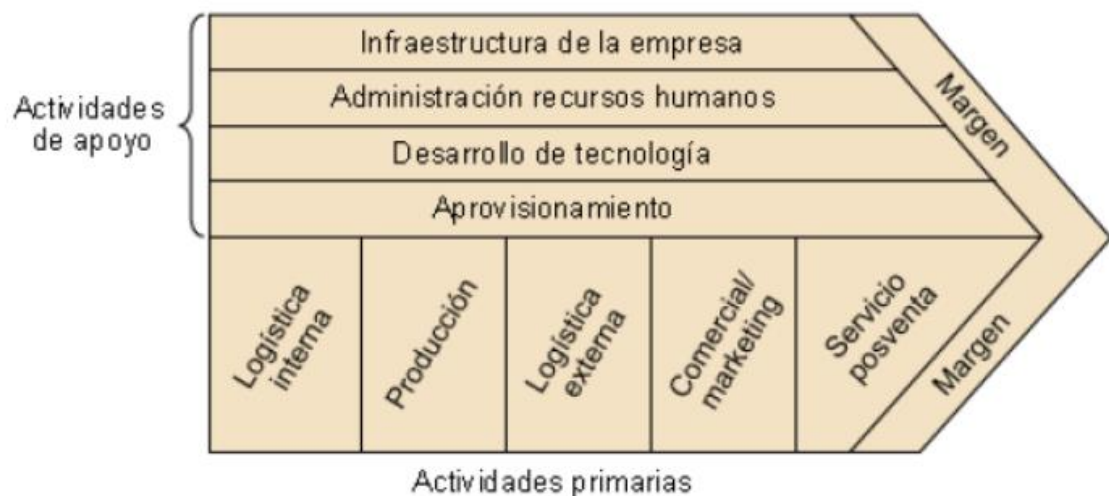 Infraestructura de la empresa
Administración recursos humanos
Desarrollo de tecnología
Aprovisionamiento
Actividades
de apoyo
Margen
Logística
interna
Producción
Logística
externa
Comercial/
marketing
Servicio
posventa
Margen
Actividades primarias